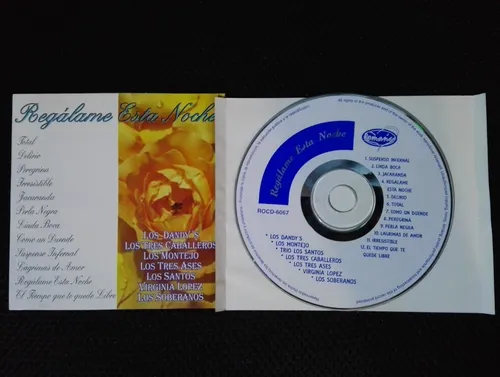 Regálame Esta Noche
Total
Delirio
Peregrina
Irresistible
Jacaranda
Perla Negra
Linda Boca
Como un Duende
Suspenso Infernal
Lagrimas de Amor
Regálame Esta Noche
El Tiempo que te quede Libre
LOS DANDY'S
LOS TRES CABALLEROS
LOS MONTEJO
LOS TRES ASES
LOS SANTOS
VIRGINIA LOPEZ
LOS SOBERANOS
Regálame Esta Noche
ROCD-6067
* LOS DANDY'S
* LOS MONTEJO
* TRIO LOS SANTOS
* LOS TRES CABALLEROS
* LOS TRES ASES
* VIRGINIA LOPEZ
* LOS SOBERANOS
1. SUSPENSO INFERNAL
2. LINDA BOCA
3. JACARANDA
4. REGALAME
ESTA NOCHE
5. DELIRIO
6. TOTAL
7. COMO UN DUENDE
8. PEREGRINA
9. PERLA NEGRA
10. LAGRIMAS DE AMOR
11. IRRESISTIBLE
12. EL TIEMPO QUE TE
QUEDE LIBRE